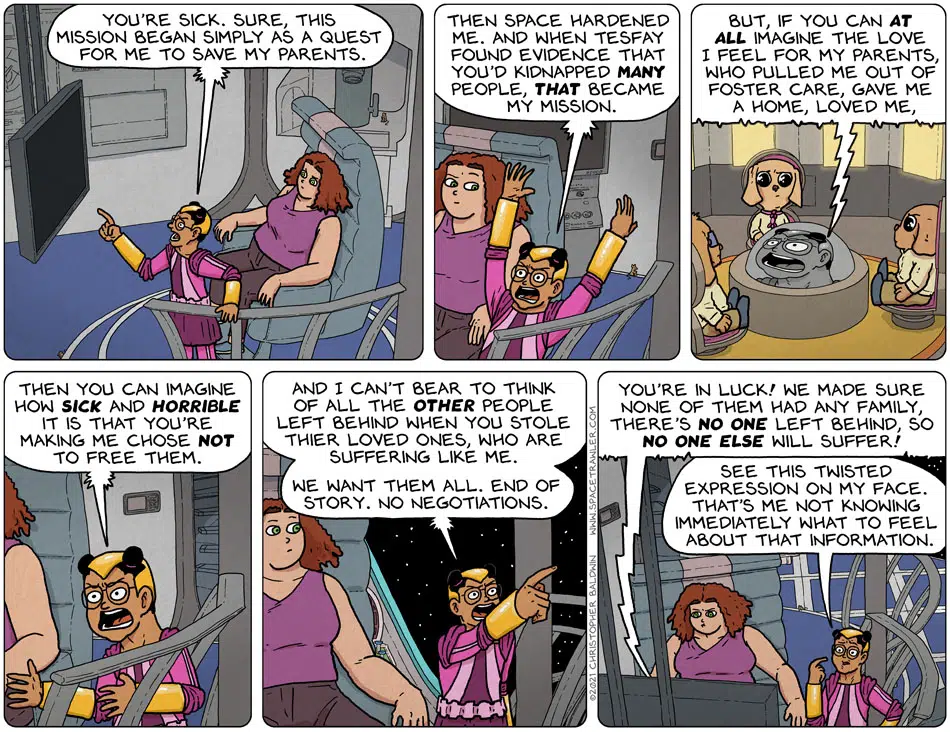 YOU'RE SICK. SURE, THIS
MISSION BEGAN SIMPLY AS A QUEST
FOR ME TO SAVE MY PARENTS.
THEN SPACE HARDENED
ME. AND WHEN TESFAY
FOUND EVIDENCE THAT
YOU'D KIDNAPPED MANY
PEOPLE, THAT BECAME
MY MISSION.
BUT, IF YOU CAN AT
ALL IMAGINE THE LOVE
I FEEL FOR MY PARENTS,
WHO PULLED ME OUT OF
FOSTER CARE, GAVE ME
A HOME, LOVED ME,
THEN YOU CAN IMAGINE
HOW SICK AND HORRIBLE
IT IS THAT YOU'RE
MAKING ME CHOSE NOT
TO FREE THEM.
AND I CAN'T BEAR TO THINK
OF ALL THE OTHER PEOPLE
LEFT BEHIND WHEN YOU STOLE
THIER LOVED ONES, WHO ARE
SUFFERING LIKE ME.
WE WANT THEM ALL. END OF
STORY. NO NEGOTIATIONS.
©2021 CHRISTOPHER BALDWIN WWW.SPACETRAWLER.COM
YOU'RE IN LUCK! WE MADE SURE
NONE OF THEM HAD ANY FAMILY,
THERE'S NO ONE LEFT BEHIND, SO
NO ONE ELSE WILL SUFFER!
SEE THIS TWISTED
EXPRESSION ON MY FACE.
THAT'S ME NOT KNOWING
IMMEDIATELY WHAT TO FEEL
ABOUT THAT INFORMATION.